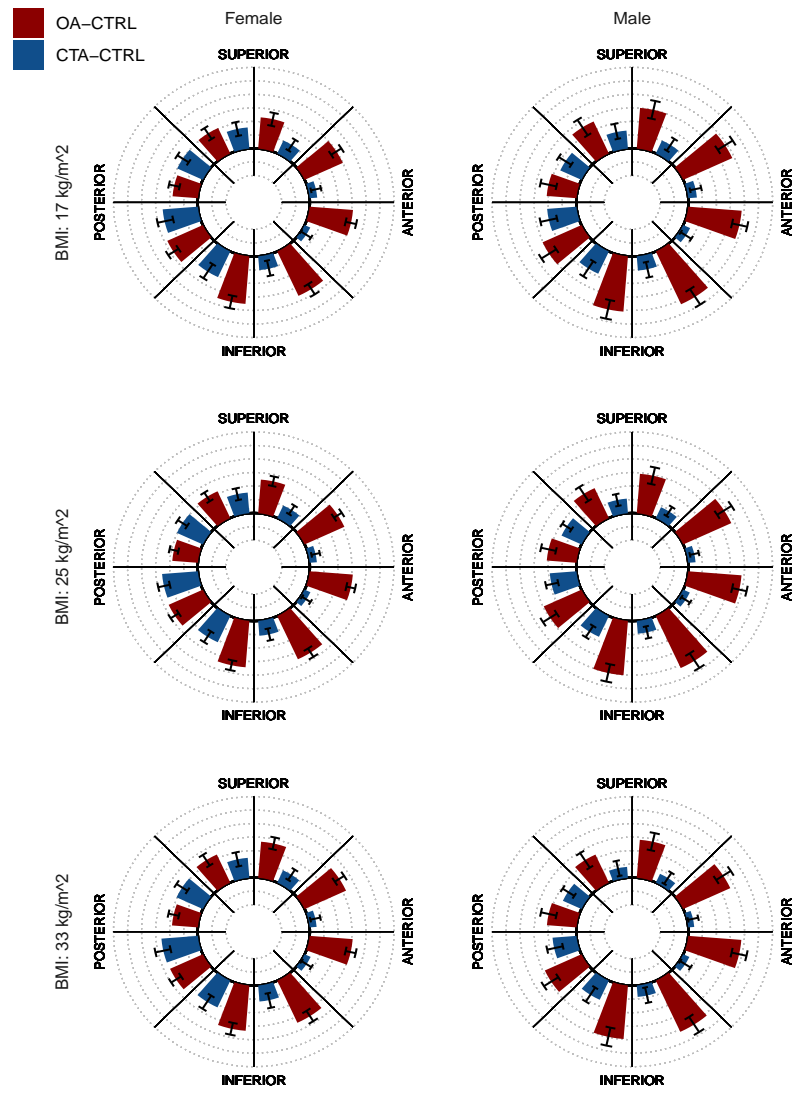 OA−CTRL
CTA−CTRL
Female
Male
BMI: 17 kg/m^2
SUPERIOR
POSTERIOR
ANTERIOR
INFERIOR
SUPERIOR
POSTERIOR
ANTERIOR
INFERIOR
BMI: 25 kg/m^2
SUPERIOR
POSTERIOR
ANTERIOR
INFERIOR
SUPERIOR
POSTERIOR
ANTERIOR
INFERIOR
BMI: 33 kg/m^2
SUPERIOR
POSTERIOR
ANTERIOR
INFERIOR
SUPERIOR
POSTERIOR
ANTERIOR
INFERIOR